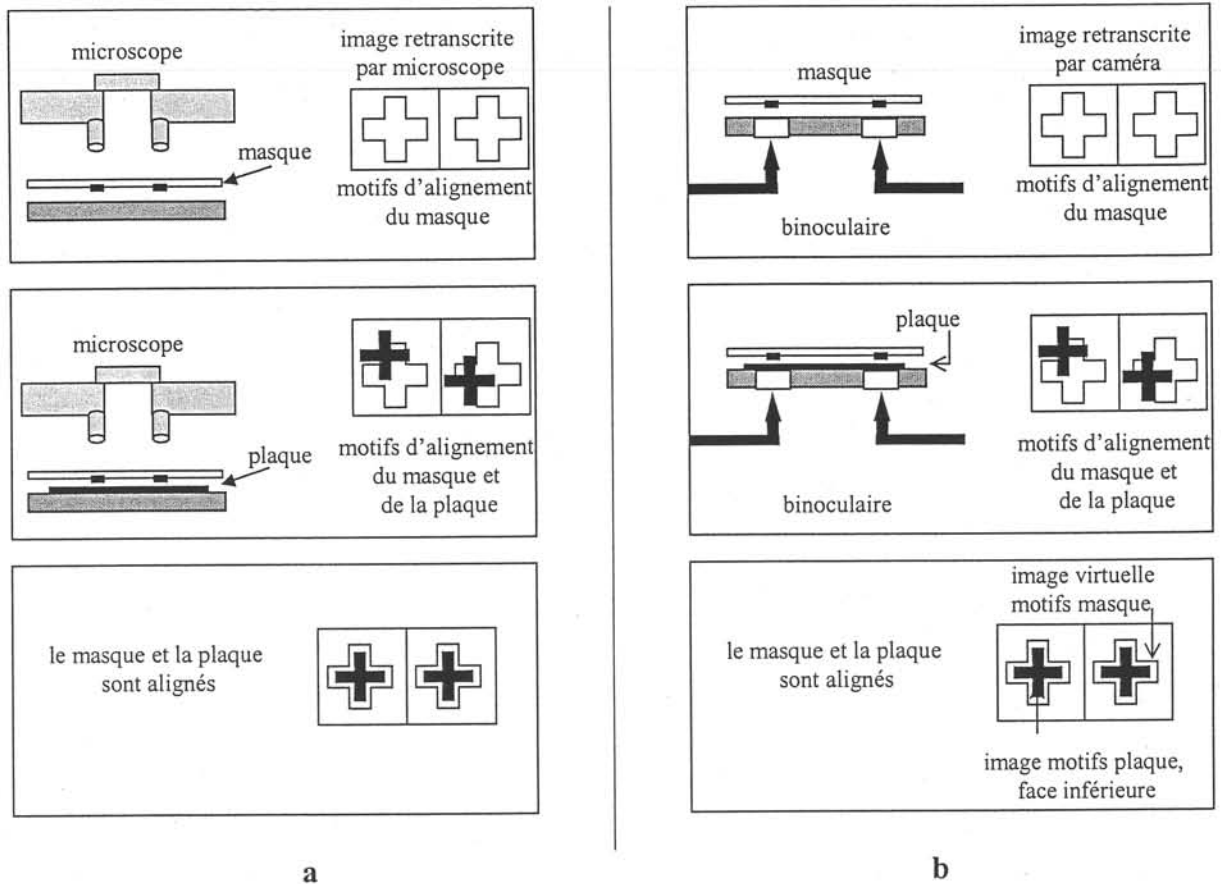 microscope
image retranscrite
par microscope
masque
motifs d'alignement
du masque
microscope
plaque
motifs d'alignement
du masque et
de la plaque
le masque et la plaque
sont alignés
a
image retranscrite
par caméra
masque
motifs d'alignement
du masque
binoculaire
plaque
motifs d'alignement
du masque et
de la plaque
binoculaire
image virtuelle
motifs masque
le masque et la plaque
sont alignés
image motifs plaque,
face inférieure
b